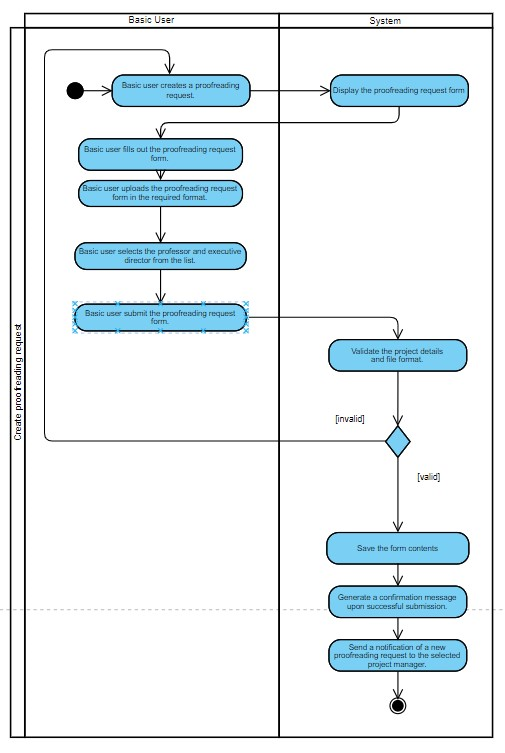 Basic User
System
Create proofreading request
Basic user creates a proofreading
request.
Display the proofreading request form
Basic user fills out the proofreading request
form.
Basic user uploads the proofreading request
form in the required format.
Basic user selects the professor and executive
director from the list.
Basic user submit the proofreading request
form.
Validate the project details
and file format.
[invalid]
[valid]
Save the form contents
Generate a confirmation message
upon successful submission.
Send a notification of a new
proofreading request to the selected
project manager.